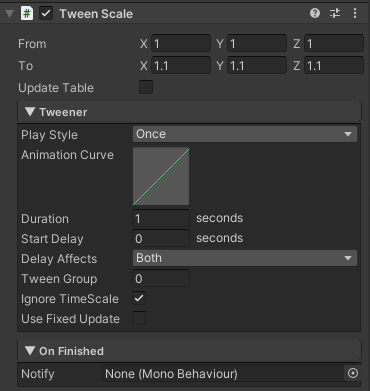 Tween Scale
From X 1 Y 1 Z 1
To X 1.1 Y 1.1 Z 1.1
Update Table
Tweener
Play Style Once
Animation Curve
Duration 1 seconds
Start Delay 0 seconds
Delay Affects Both
Tween Group 0
Ignore TimeScale
Use Fixed Update
On Finished
Notify None (Mono Behaviour)